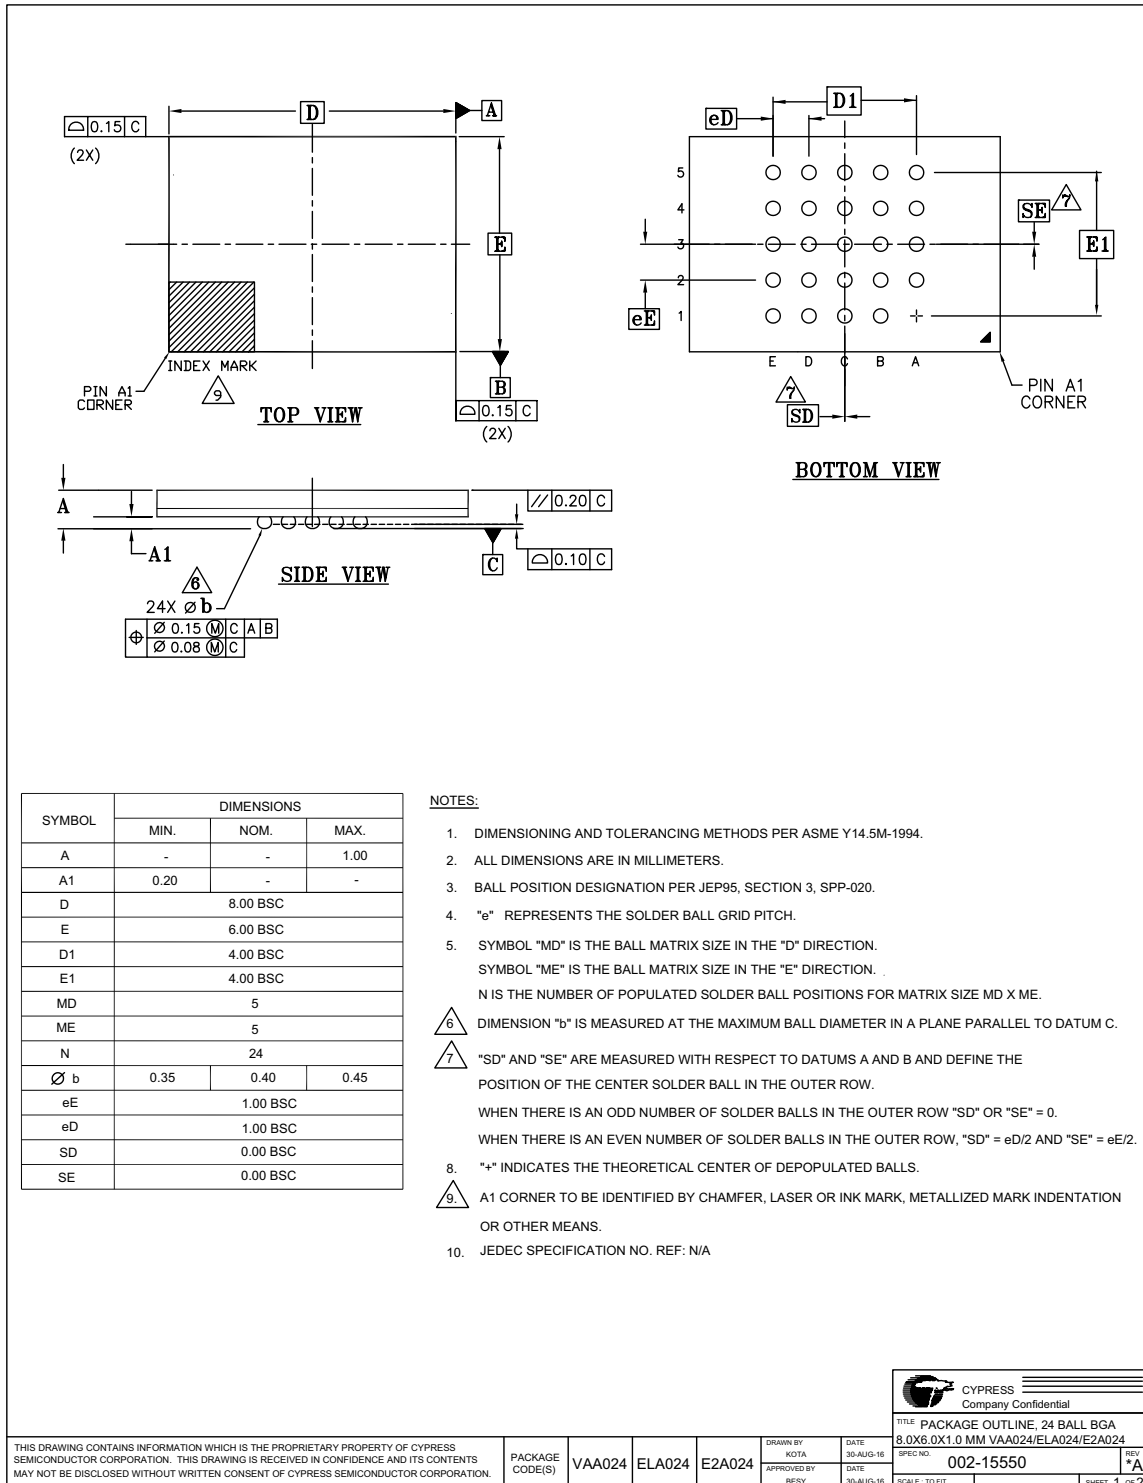 D
A
⌓ 0.15 C
(2X)
E
INDEX MARK
PIN A1
CORNER
9
B
⌓ 0.15 C
(2X)
TOP VIEW
D1
eD
5
4
3
2
1
SE
7
E1
eE
E D C B A
7
SD
PIN A1
CORNER
BOTTOM VIEW
A
A1
// 0.20 C
C
⌓ 0.10 C
SIDE VIEW
6
24X ⌀ b
⌖ ⌀ 0.15 Ⓜ C A B
⌀ 0.08 Ⓜ C
SYMBOL DIMENSIONS
MIN. NOM. MAX.
A - - 1.00
A1 0.20 - -
D 8.00 BSC
E 6.00 BSC
D1 4.00 BSC
E1 4.00 BSC
MD 5
ME 5
N 24
Ø b 0.35 0.40 0.45
eE 1.00 BSC
eD 1.00 BSC
SD 0.00 BSC
SE 0.00 BSC
NOTES:
1. DIMENSIONING AND TOLERANCING METHODS PER ASME Y14.5M-1994.
2. ALL DIMENSIONS ARE IN MILLIMETERS.
3. BALL POSITION DESIGNATION PER JEP95, SECTION 3, SPP-020.
4. "e" REPRESENTS THE SOLDER BALL GRID PITCH.
5. SYMBOL "MD" IS THE BALL MATRIX SIZE IN THE "D" DIRECTION.
SYMBOL "ME" IS THE BALL MATRIX SIZE IN THE "E" DIRECTION.
N IS THE NUMBER OF POPULATED SOLDER BALL POSITIONS FOR MATRIX SIZE MD X ME.
6 DIMENSION "b" IS MEASURED AT THE MAXIMUM BALL DIAMETER IN A PLANE PARALLEL TO DATUM C.
7 "SD" AND "SE" ARE MEASURED WITH RESPECT TO DATUMS A AND B AND DEFINE THE
POSITION OF THE CENTER SOLDER BALL IN THE OUTER ROW.
WHEN THERE IS AN ODD NUMBER OF SOLDER BALLS IN THE OUTER ROW "SD" OR "SE" = 0.
WHEN THERE IS AN EVEN NUMBER OF SOLDER BALLS IN THE OUTER ROW, "SD" = eD/2 AND "SE" = eE/2.
8. "+" INDICATES THE THEORETICAL CENTER OF DEPOPULATED BALLS.
9. A1 CORNER TO BE IDENTIFIED BY CHAMFER, LASER OR INK MARK, METALLIZED MARK INDENTATION
OR OTHER MEANS.
10. JEDEC SPECIFICATION NO. REF: N/A
CYPRESS
Company Confidential
TITLE PACKAGE OUTLINE, 24 BALL BGA
8.0X6.0X1.0 MM VAA024/ELA024/E2A024
THIS DRAWING CONTAINS INFORMATION WHICH IS THE PROPRIETARY PROPERTY OF CYPRESS
SEMICONDUCTOR CORPORATION. THIS DRAWING IS RECEIVED IN CONFIDENCE AND ITS CONTENTS
MAY NOT BE DISCLOSED WITHOUT WRITTEN CONSENT OF CYPRESS SEMICONDUCTOR CORPORATION.
PACKAGE
CODE(S)
VAA024 ELA024 E2A024
DRAWN BY DATE
KOTA 30-AUG-16
APPROVED BY DATE
BESY 30-AUG-16
SPEC NO. REV
002-15550 *A
SCALE : TO FIT SHEET 1 OF 2